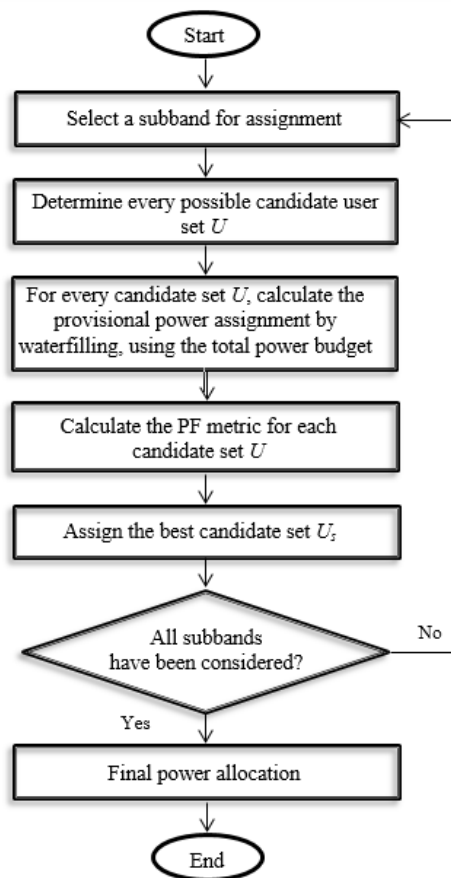 Start
Select a subband for assignment
Determine every possible candidate user
set U
For every candidate set U, calculate the
provisional power assignment by
waterfilling, using the total power budget
Calculate the PF metric for each
candidate set U
Assign the best candidate set Uₛ
All subbands
have been considered?
No
Yes
Final power allocation
End